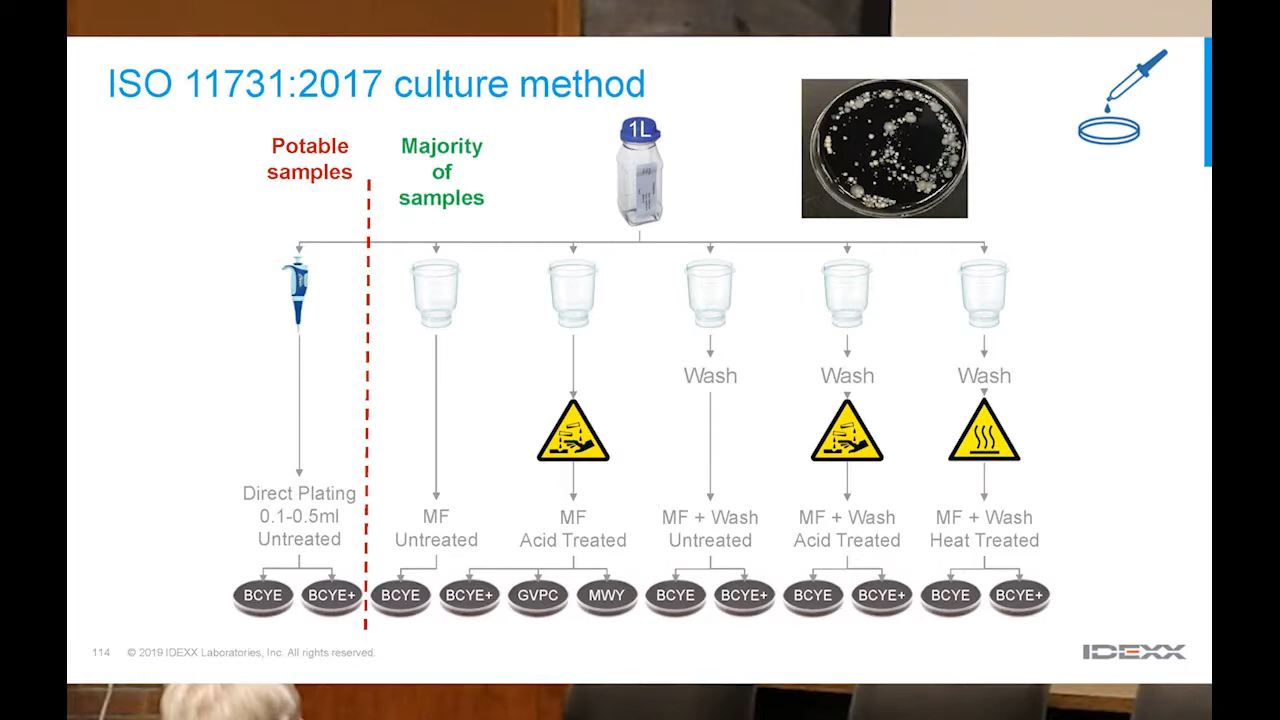 ISO 11731:2017 culture method
Potable
samples
Majority
of
samples
1L
Wash
Wash
Wash
Direct Plating
0.1-0.5ml
Untreated
MF
Untreated
MF
Acid Treated
MF + Wash
Untreated
MF + Wash
Acid Treated
MF + Wash
Heat Treated
BCYE
BCYE+
BCYE
BCYE+
GVPC
MWY
BCYE
BCYE+
BCYE
BCYE+
BCYE
BCYE+
114
© 2019 IDEXX Laboratories, Inc. All rights reserved.
IDEXX